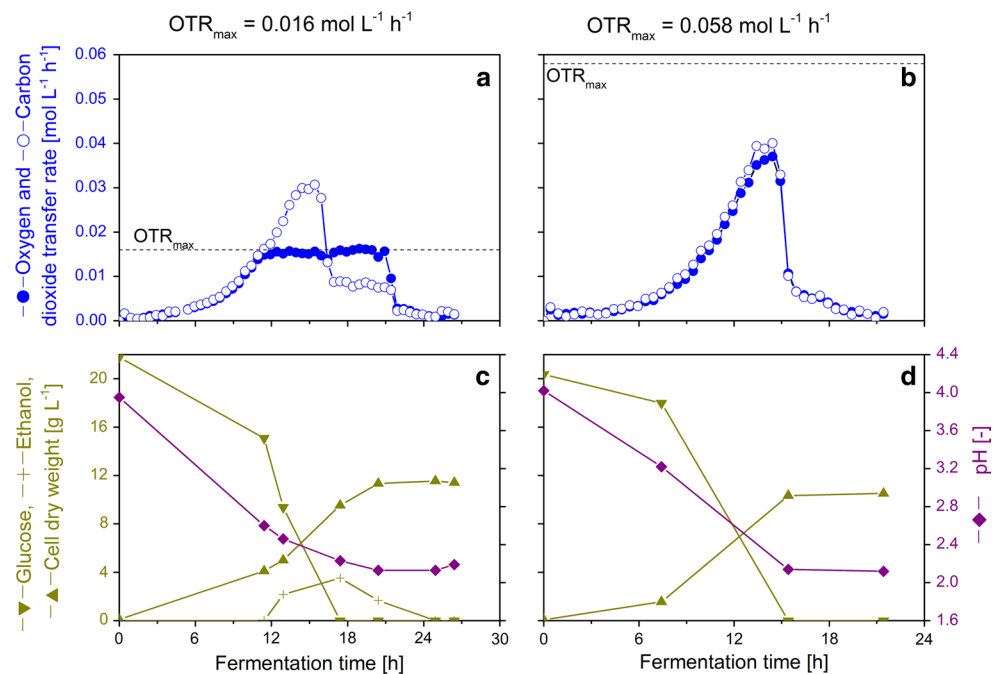 OTRmax = 0.016 mol L-1 h-1
OTRmax = 0.058 mol L-1 h-1
Oxygen and Carbon
dioxide transfer rate [mol L-1 h-1]
0.06
0.05
0.04
0.03
0.02
0.01
0.00
a
OTRmax
b
OTRmax
Glucose, Ethanol,
Cell dry weight [g L-1]
20
16
12
8
4
0
c
0 6 12 18 24 30
Fermentation time [h]
d
0 6 12 18 24
Fermentation time [h]
4.4
4.0
3.6
3.2
2.8
2.4
2.0
1.6
pH [-]